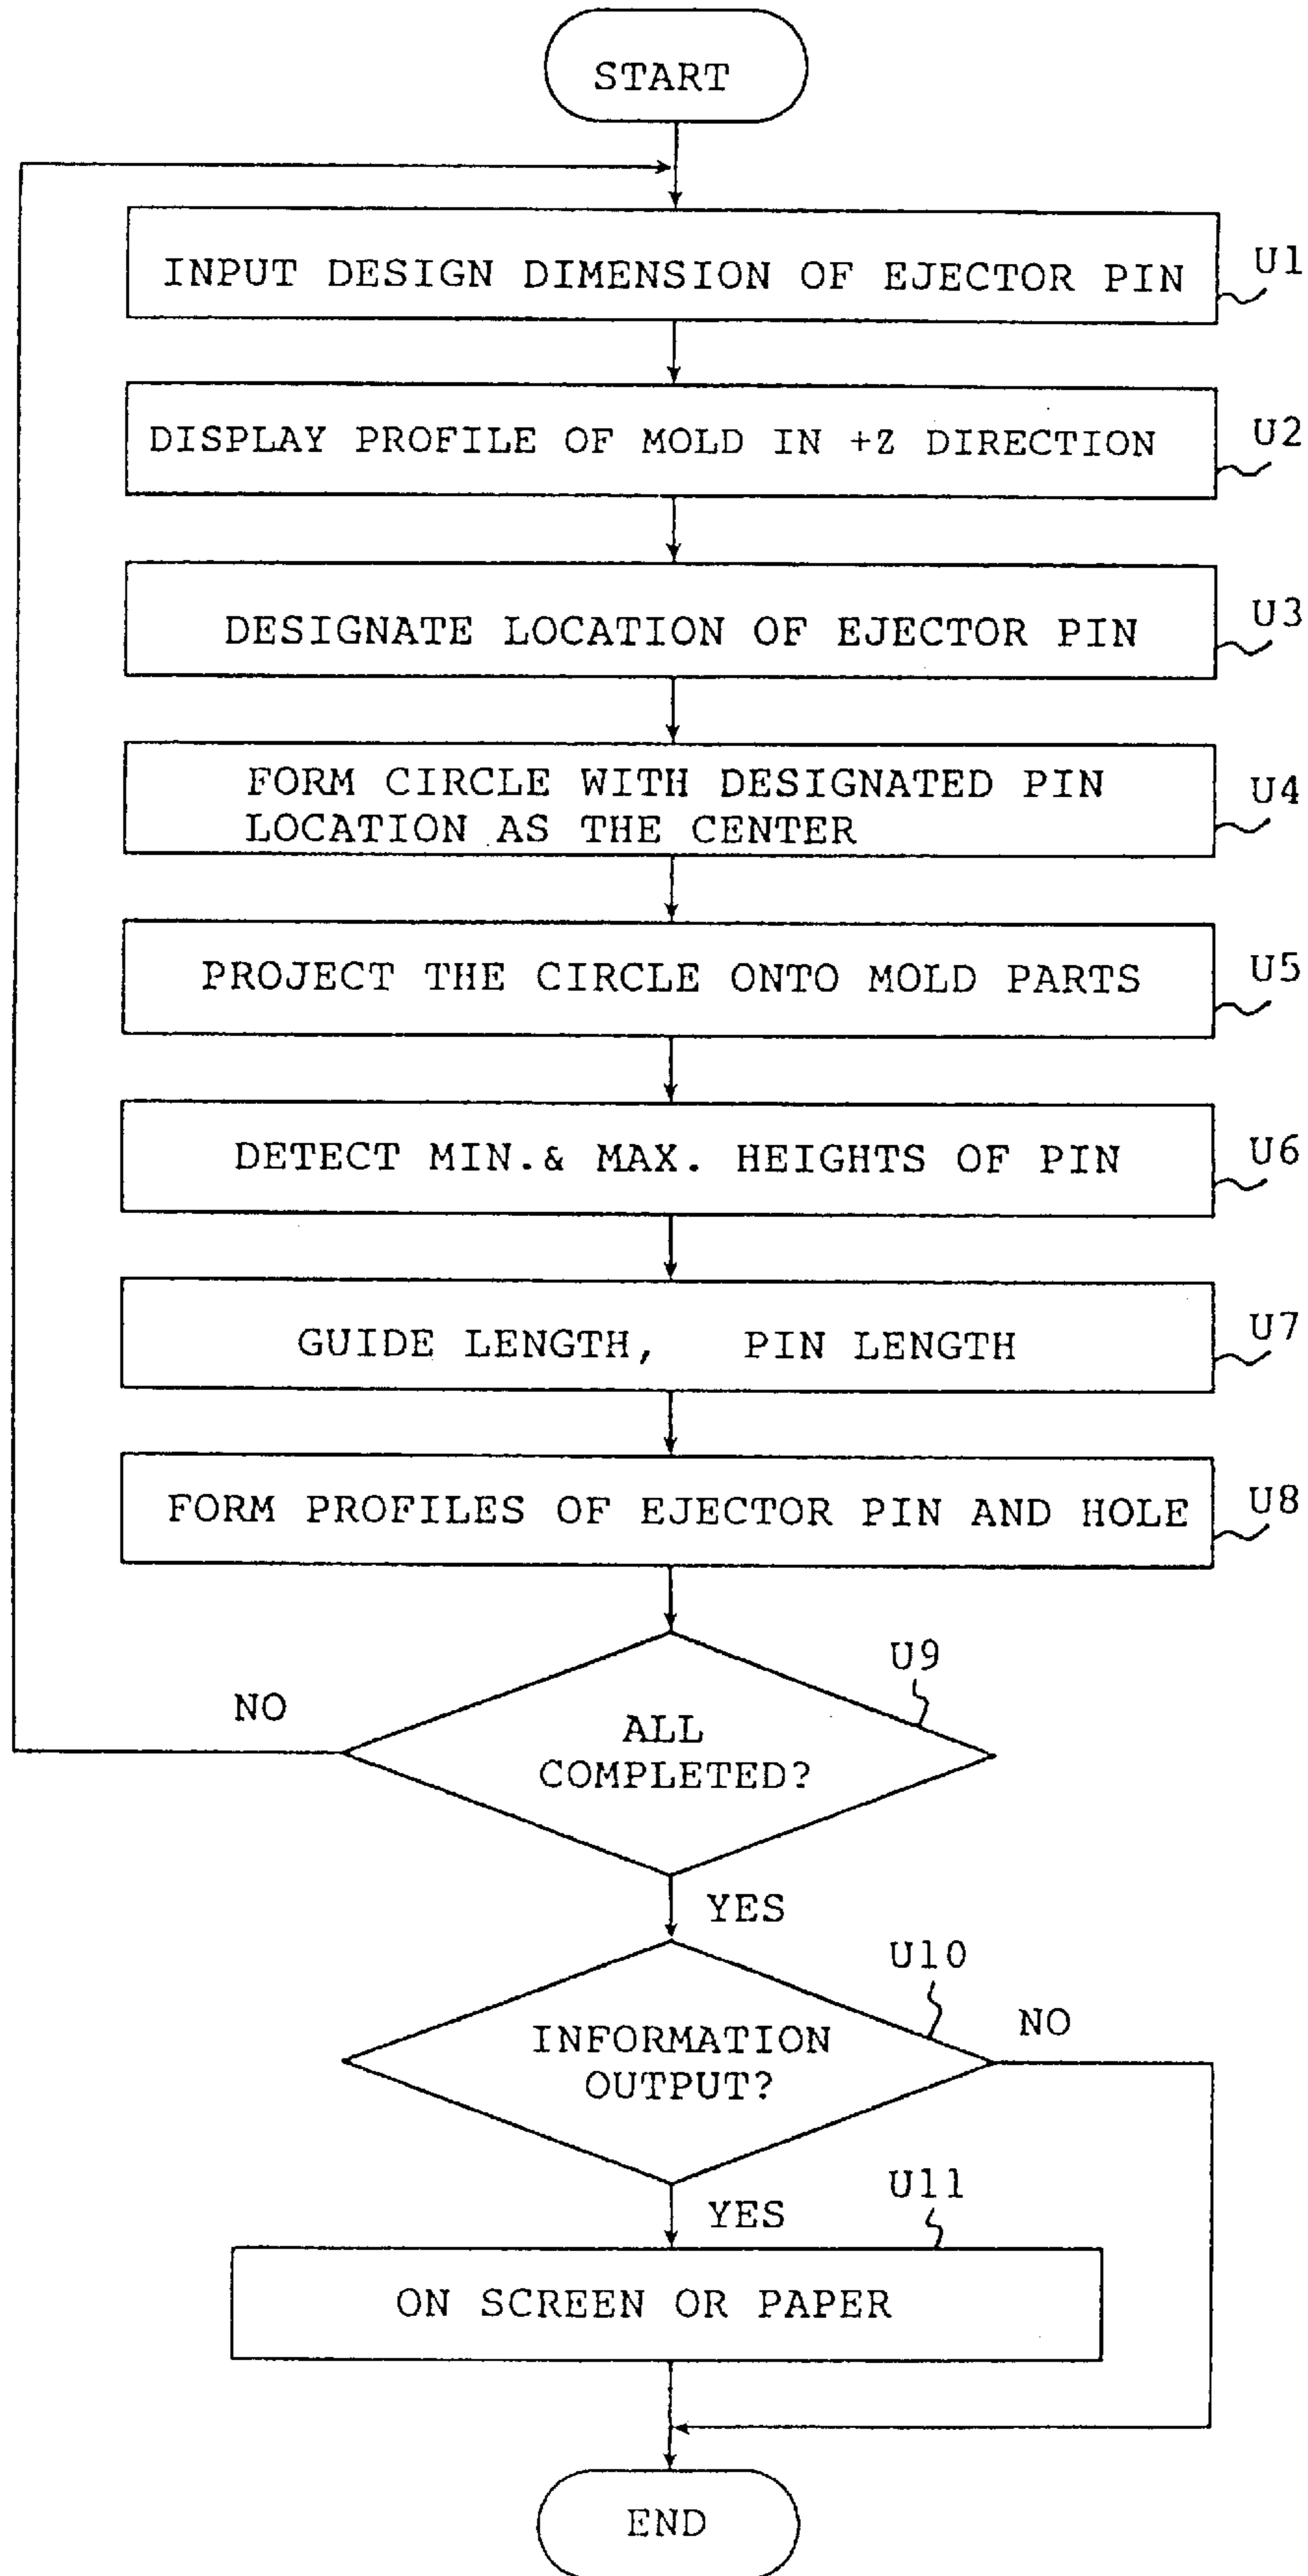 START
INPUT DESIGN DIMENSION OF EJECTOR PIN
U1
DISPLAY PROFILE OF MOLD IN +Z DIRECTION
U2
DESIGNATE LOCATION OF EJECTOR PIN
U3
FORM CIRCLE WITH DESIGNATED PIN
LOCATION AS THE CENTER
U4
PROJECT THE CIRCLE ONTO MOLD PARTS
U5
DETECT MIN.& MAX. HEIGHTS OF PIN
U6
GUIDE LENGTH, PIN LENGTH
U7
FORM PROFILES OF EJECTOR PIN AND HOLE
U8
U9
NO
ALL
COMPLETED?
YES
U10
NO
INFORMATION
OUTPUT?
U11
YES
ON SCREEN OR PAPER
END